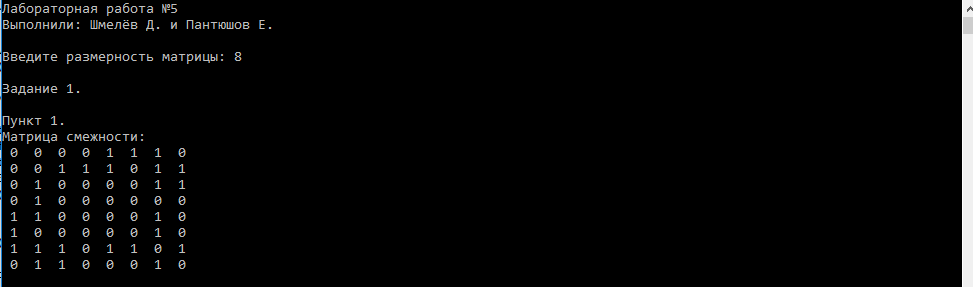 Лабораторная работа №5
Выполнили: Шмелёв Д. и Пантюшов Е.
Введите размерность матрицы: 8
Задание 1.
Пункт 1.
Матрица смежности:
0 0 0 0 1 1 1 0
0 0 1 1 1 0 1 1
0 1 0 0 0 0 1 1
0 1 0 0 0 0 0 0
1 1 0 0 0 0 1 0
1 0 0 0 0 0 1 0
1 1 1 0 1 1 0 1
0 1 1 0 0 0 1 0